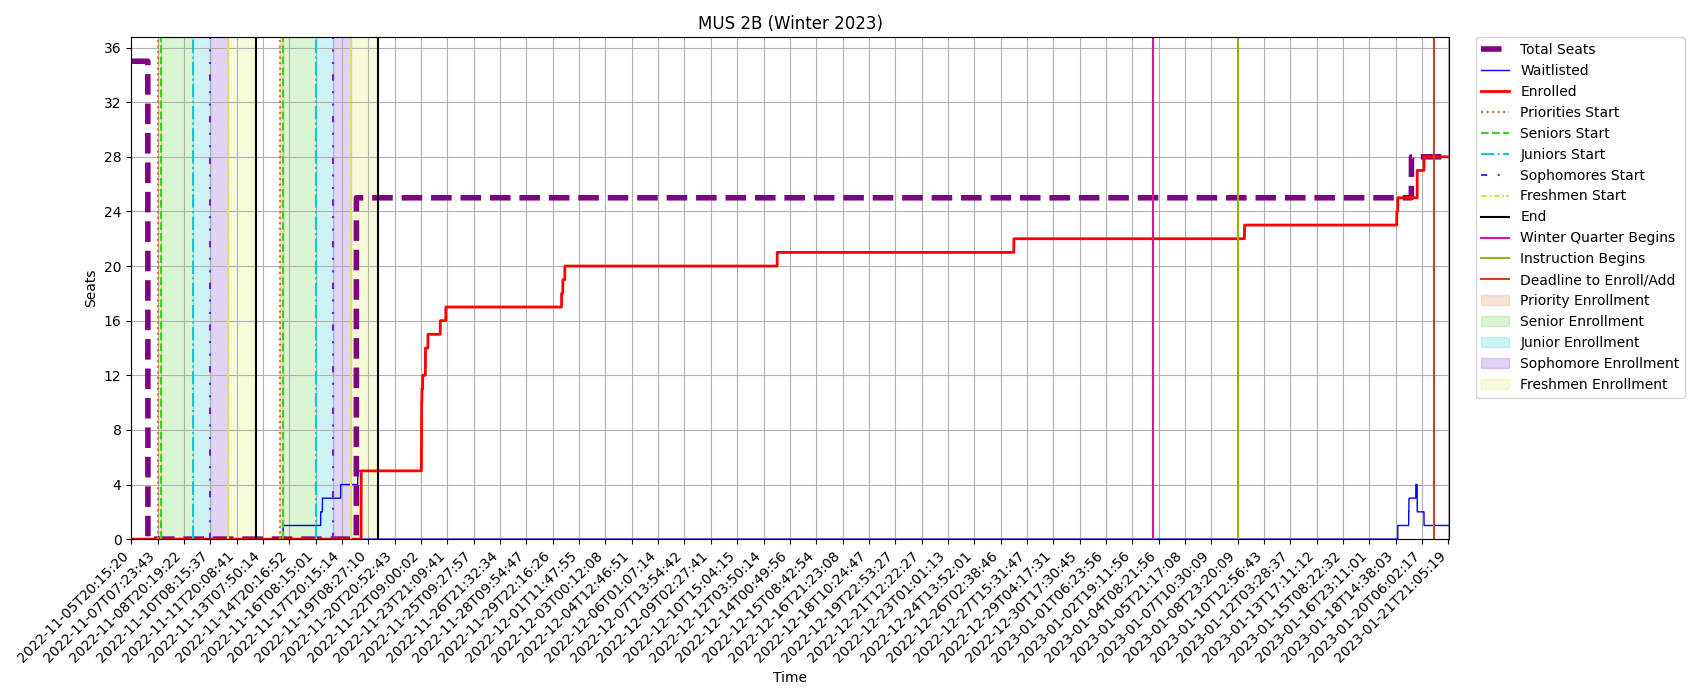 MUS 2B (Winter 2023)
36
32
28
24
20
16
12
8
4
0
Seats
2022-11-05T20:15:20
2022-11-07T07:23:43
2022-11-08T20:19:22
2022-11-10T08:15:37
2022-11-11T20:08:41
2022-11-13T07:50:14
2022-11-14T20:16:52
2022-11-16T08:15:01
2022-11-17T20:15:14
2022-11-19T08:27:10
2022-11-20T20:52:43
2022-11-22T09:00:02
2022-11-23T21:09:41
2022-11-25T09:27:57
2022-11-26T21:32:34
2022-11-28T09:54:47
2022-11-29T22:16:26
2022-12-01T11:47:55
2022-12-03T00:12:08
2022-12-04T12:46:51
2022-12-06T01:07:14
2022-12-07T13:54:42
2022-12-09T02:27:41
2022-12-10T15:04:15
2022-12-12T03:50:14
2022-12-14T00:49:56
2022-12-15T08:42:54
2022-12-16T21:23:08
2022-12-18T10:24:47
2022-12-19T22:53:27
2022-12-21T12:22:27
2022-12-23T01:01:13
2022-12-24T13:52:01
2022-12-26T02:38:46
2022-12-27T15:31:47
2022-12-29T04:17:31
2022-12-30T17:30:45
2023-01-01T06:23:56
2023-01-02T19:11:56
2023-01-04T08:21:56
2023-01-05T21:17:08
2023-01-07T10:30:09
2023-01-08T23:20:09
2023-01-10T12:56:43
2023-01-12T03:28:37
2023-01-13T17:11:12
2023-01-15T08:22:32
2023-01-16T23:11:01
2023-01-18T14:38:03
2023-01-20T06:02:17
2023-01-21T21:05:19
Time
Total Seats
Waitlisted
Enrolled
Priorities Start
Seniors Start
Juniors Start
Sophomores Start
Freshmen Start
End
Winter Quarter Begins
Instruction Begins
Deadline to Enroll/Add
Priority Enrollment
Senior Enrollment
Junior Enrollment
Sophomore Enrollment
Freshmen Enrollment